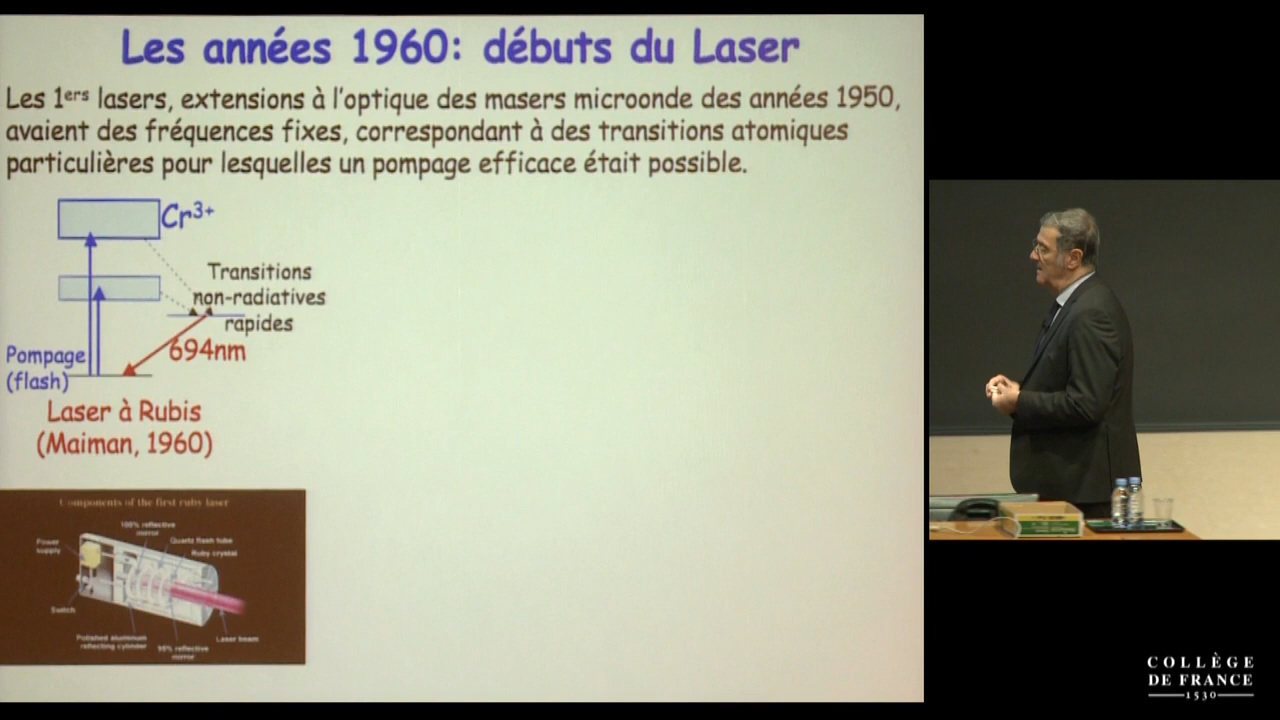 Les années 1960: débuts du Laser
Les 1ers lasers, extensions à l'optique des masers microonde des années 1950,
avaient des fréquences fixes, correspondant à des transitions atomiques
particulières pour lesquelles un pompage efficace était possible.
Cr3+
Transitions
non-radiatives
rapides
694nm
Pompage
(flash)
Laser à Rubis
(Maiman, 1960)
Components of the first ruby laser
100% reflective
mirror
Quartz flash tube
Ruby crystal
Power
supply
Switch
Polished aluminum
reflecting cylinder
95% reflective
mirror
Laser beam
COLLÈGE
DE FRANCE
1530